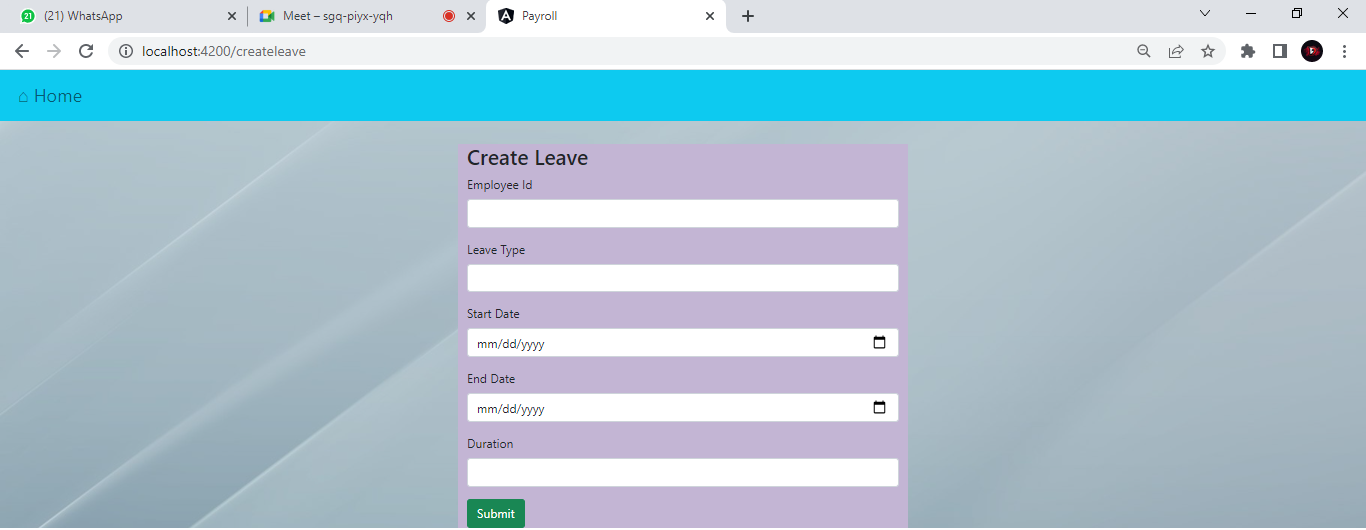 21 (21) WhatsApp Meet – sgq-piyx-yqh Payroll
localhost:4200/createleave
Home
Create Leave
Employee Id
Leave Type
Start Date
mm/dd/yyyy
End Date
mm/dd/yyyy
Duration
Submit